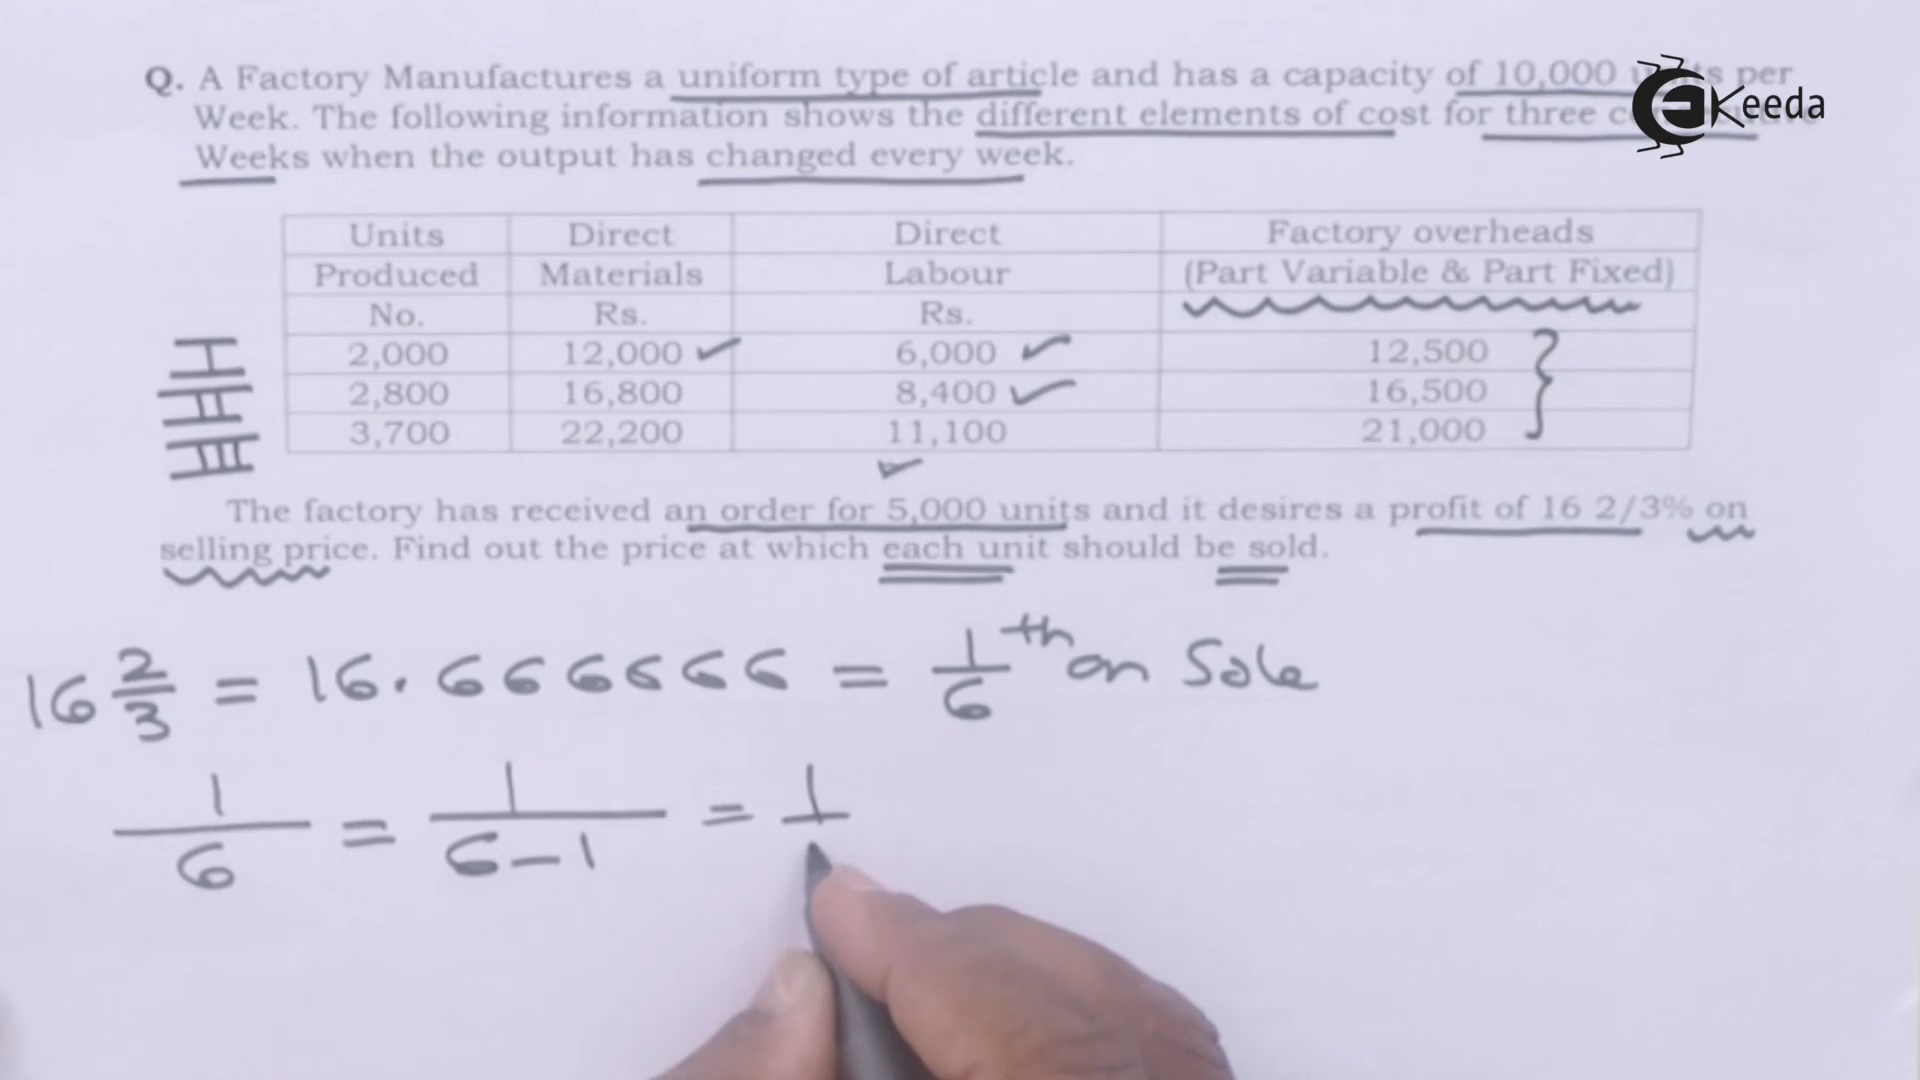 Q. A Factory Manufactures a uniform type of article and has a capacity of 10,000 per
Keeda
Week. The following information shows the different elements of cost for three
Weeks when the output has changed every week.
Units Direct Direct Factory overheads
Produced Materials Labour (Part Variable & Part Fixed)
No. Rs. Rs.
I 2,000 12,000 6,000 12,500
II 2,800 16,800 8,400 16,500
III 3,700 22,200 11,100 21,000
The factory has received an order for 5,000 units and it desires a profit of 16 2/3% on
selling price. Find out the price at which each unit should be sold.
16 2/3 = 16.666666 = 1/6 th on Sale
1/6 = 1/6-1 = 1